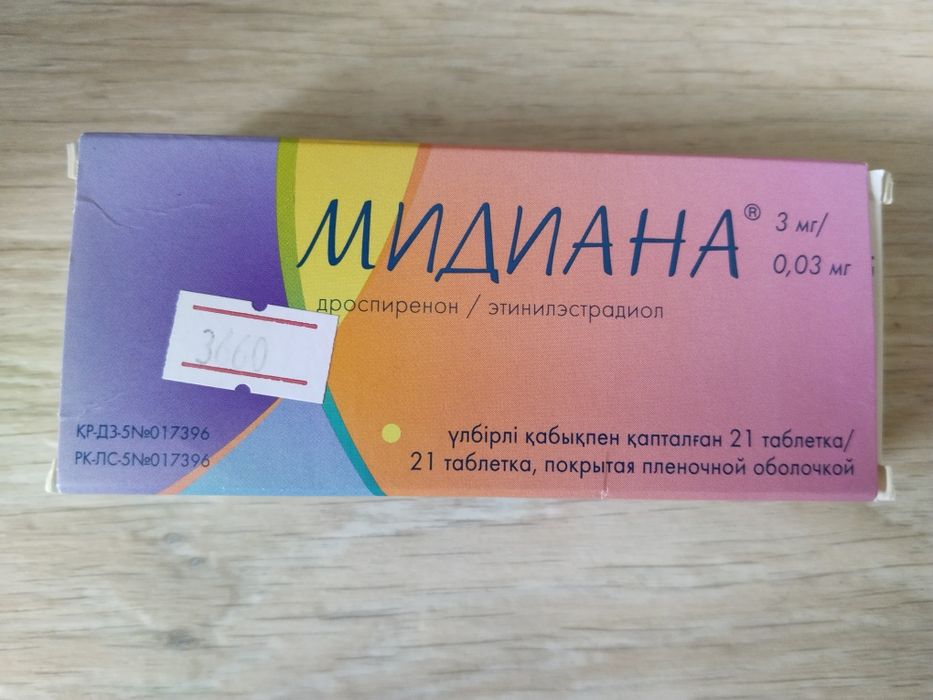 МИДИАНА® 3 мг/
0,03 мг
дроспиренон / этинилэстрадиол
3660
ҚР-ДЗ-5№017396
РК-ЛС-5№017396
үлбірлі қабықпен қапталған 21 таблетка/
21 таблетка, покрытая пленочной оболочкой